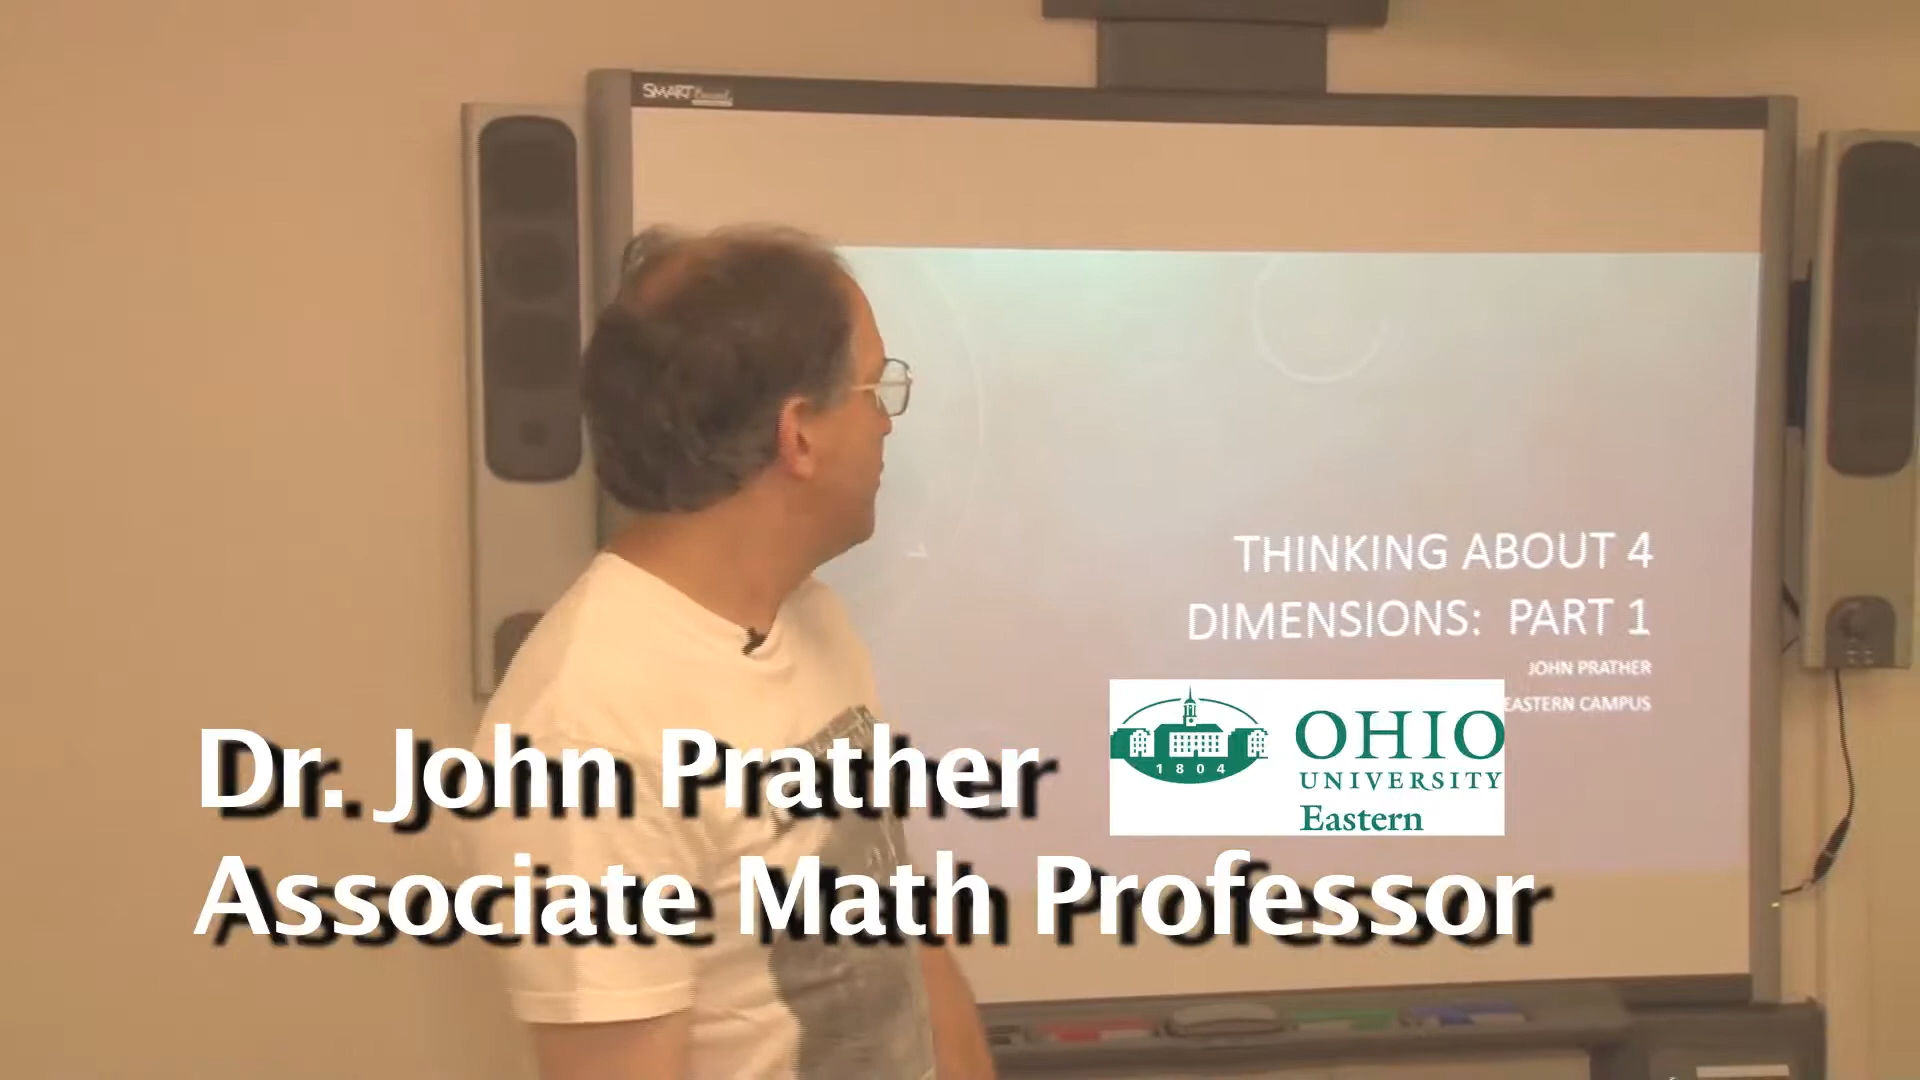 SMART Board
THINKING ABOUT 4
DIMENSIONS: PART 1
JOHN PRATHER
EASTERN CAMPUS
Dr. John Prather
1804
OHIO
UNIVERSITY
Eastern
Associate Math Professor